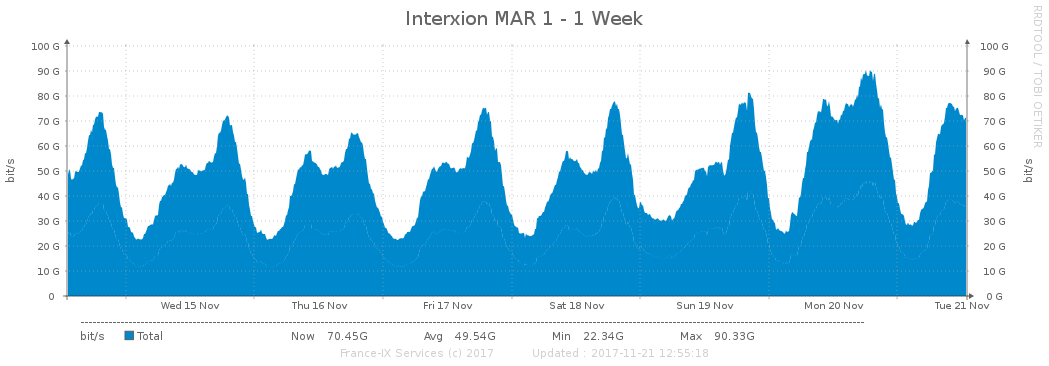 Interxion MAR 1 - 1 Week
RRDTOOL / TOBI OETIKER
bit/s
100 G
90 G
80 G
70 G
60 G
50 G
40 G
30 G
20 G
10 G
0
100 G
90 G
80 G
70 G
60 G
50 G
40 G
30 G
20 G
10 G
0 G
bit/s
Wed 15 Nov Thu 16 Nov Fri 17 Nov Sat 18 Nov Sun 19 Nov Mon 20 Nov Tue 21 Nov
bit/s Total Now 70.45G Avg 49.54G Min 22.34G Max 90.33G
France-IX Services (c) 2017 Updated : 2017-11-21 12:55:18